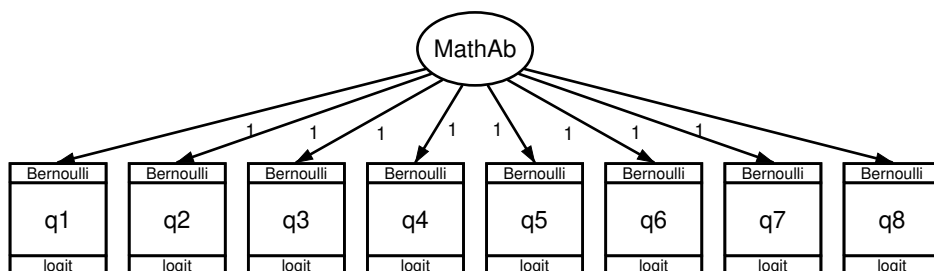 MathAb
1 1 1 1 1 1 1 1
Bernoulli Bernoulli Bernoulli Bernoulli Bernoulli Bernoulli Bernoulli Bernoulli
q1 q2 q3 q4 q5 q6 q7 q8
logit logit logit logit logit logit logit logit